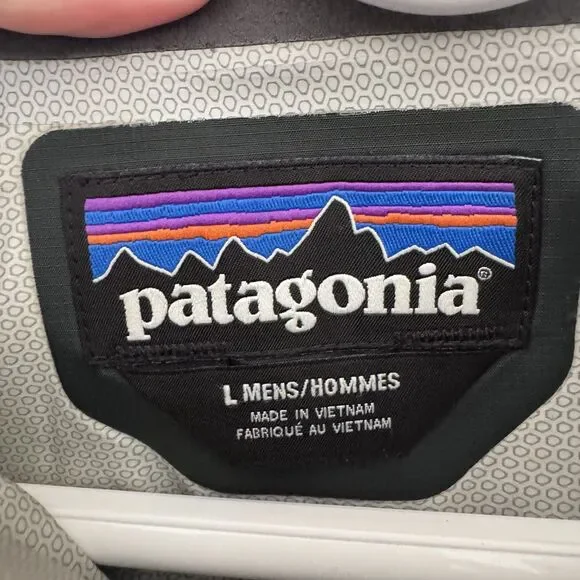 patagonia®
L MENS/HOMMES
MADE IN VIETNAM
FABRIQUÉ AU VIETNAM